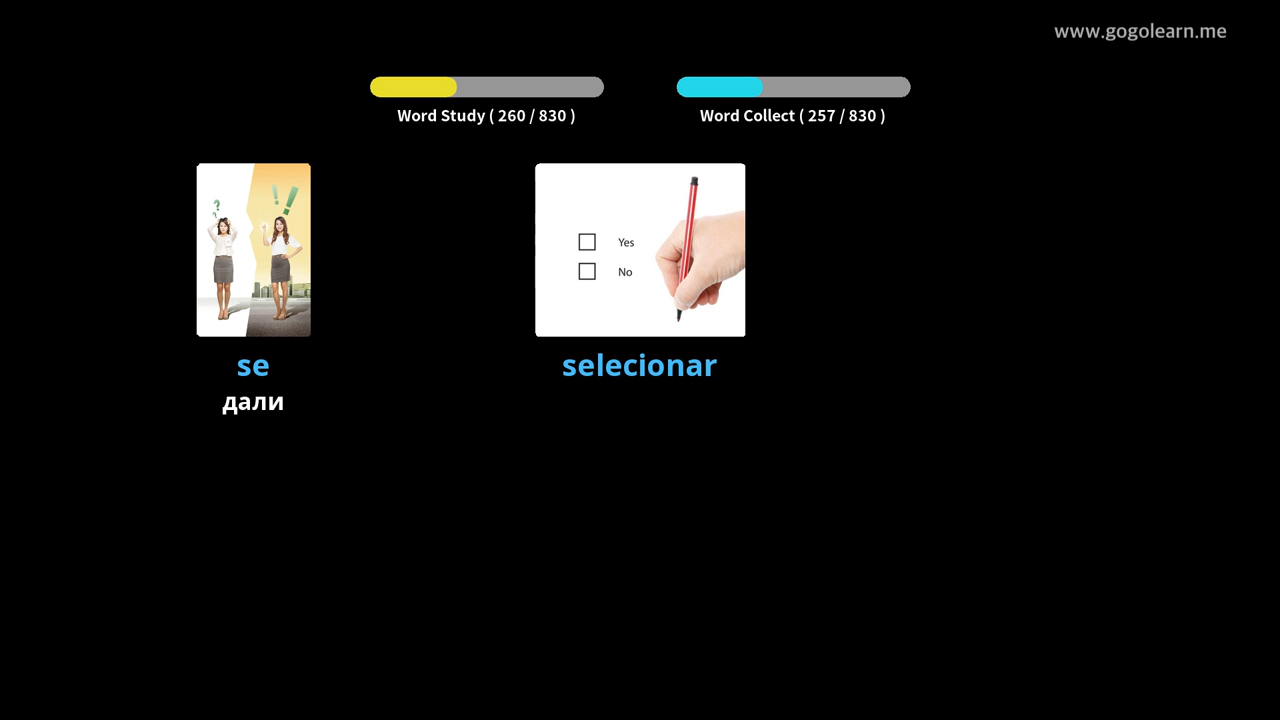 www.gogolearn.me
Word Study ( 260 / 830 )
Word Collect ( 257 / 830 )
? ?
! !
Yes
No
se
selecionar
дали